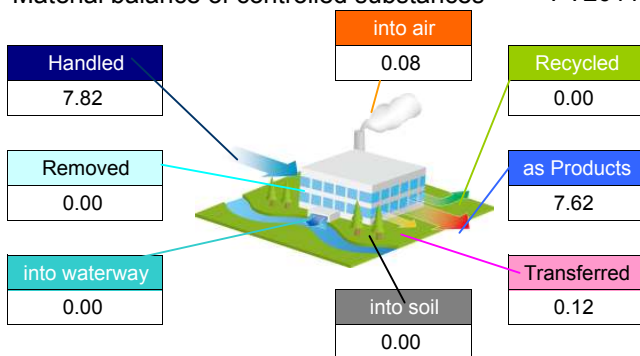 Material balance of controlled substances
into air
0.08
Handled
7.82
Recycled
0.00
Removed
0.00
as Products
7.62
into waterway
0.00
into soil
0.00
Transferred
0.12